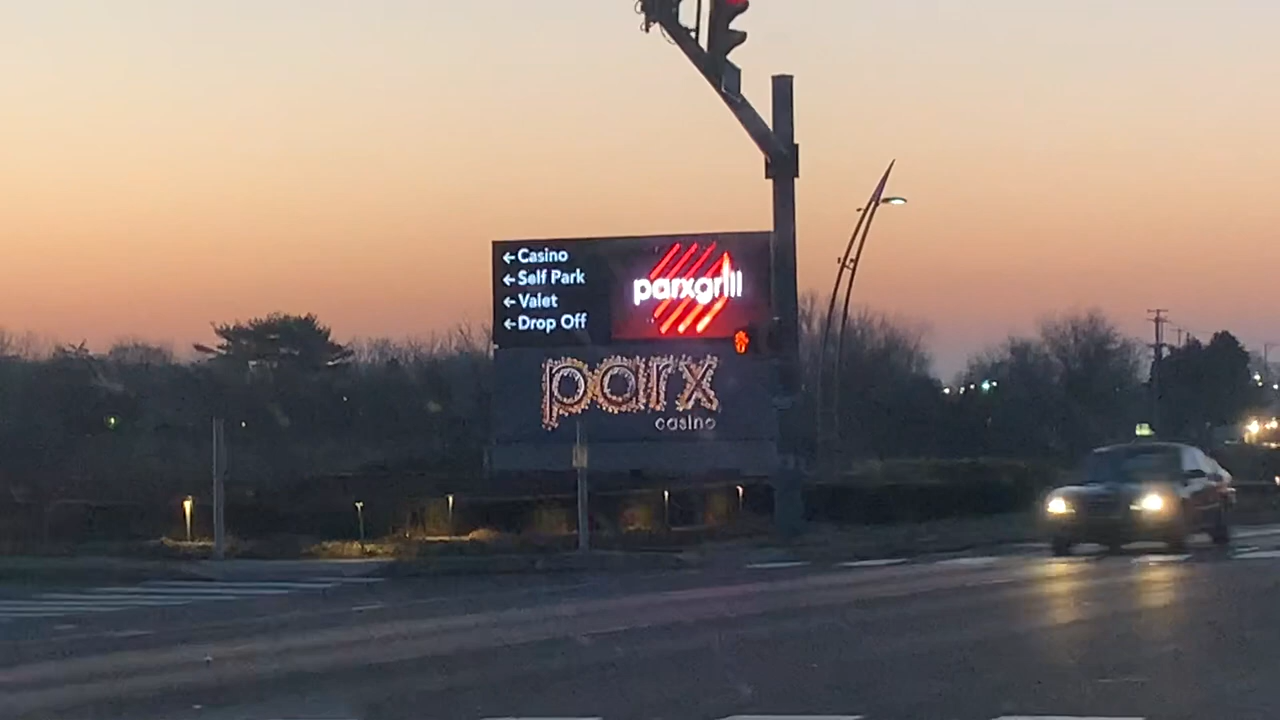 ←Casino
←Self Park
←Valet
←Drop Off
parxgrill
parx
casino